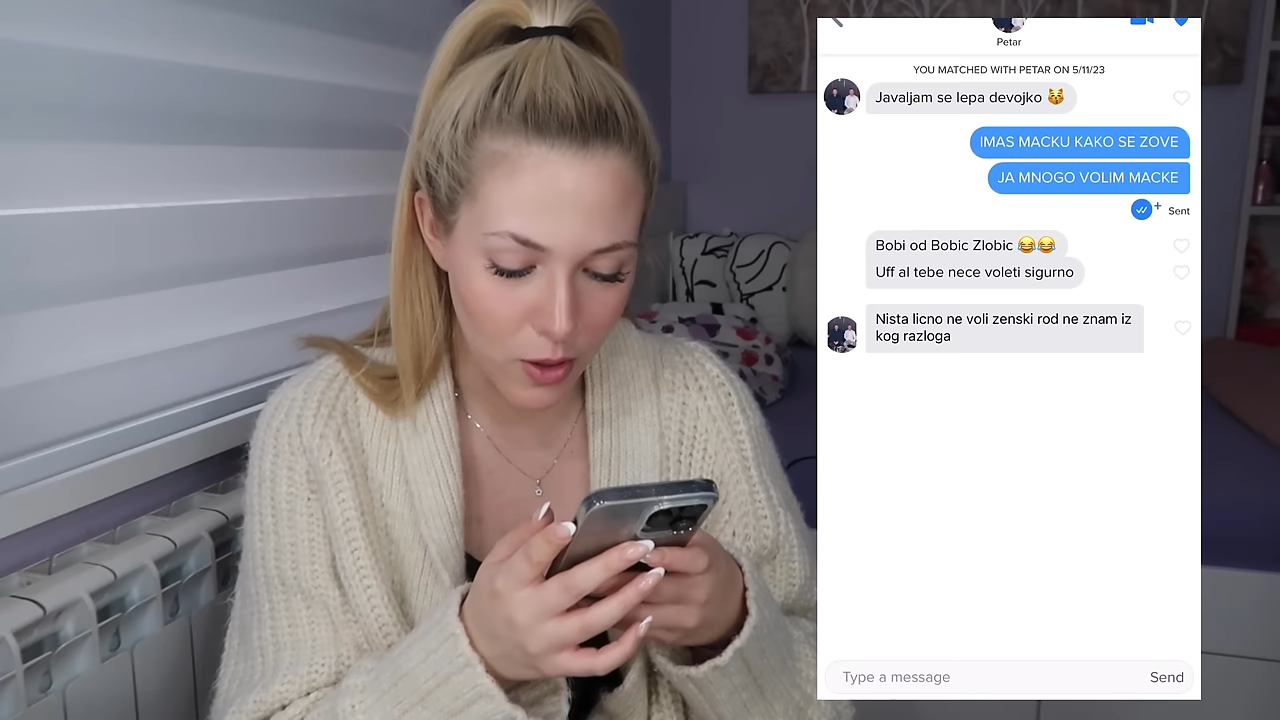 Petar
YOU MATCHED WITH PETAR ON 5/11/23
Javaljam se lepa devojko 😽
IMAS MACKU KAKO SE ZOVE
JA MNOGO VOLIM MACKE
Sent
Bobi od Bobic Zlobic 😂😂
Uff al tebe nece voleti sigurno
Nista licno ne voli zenski rod ne znam iz
kog razloga
Type a message
Send